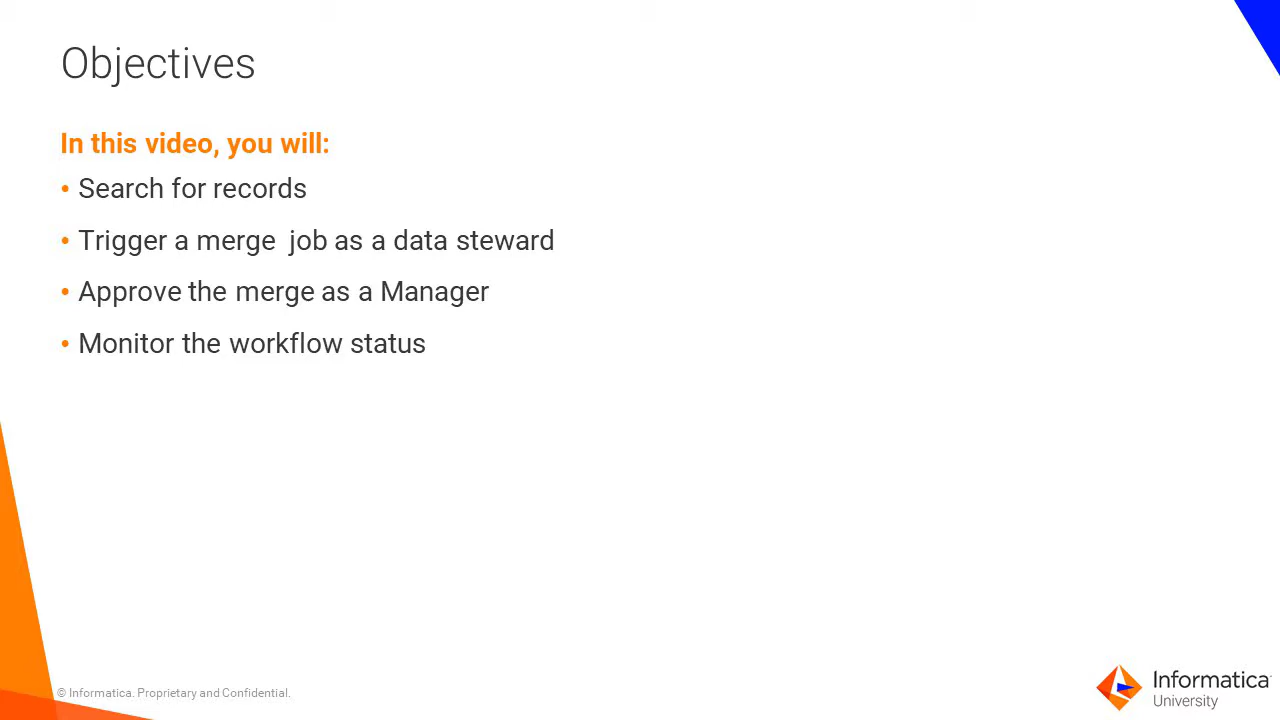 Objectives
In this video, you will:
• Search for records
• Trigger a merge  job as a data steward
• Approve the merge as a Manager
• Monitor the workflow status
© Informatica. Proprietary and Confidential.
Informatica
University